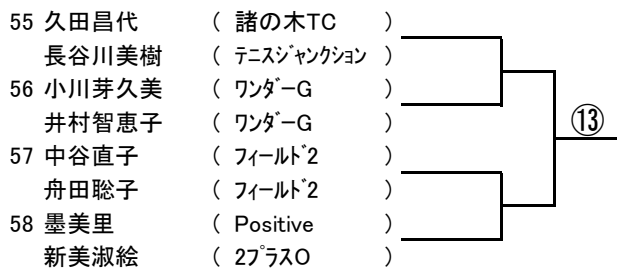 55 久田昌代 ( 諸の木TC )
長谷川美樹 ( ﾃﾆｽｼﾞｬﾝｸｼｮﾝ )
56 小川芽久美 ( ﾜﾝﾀﾞｰG )
井村智恵子 ( ﾜﾝﾀﾞｰG )
⑬
57 中谷直子 ( ﾌｨｰﾙﾄﾞ2 )
舟田聡子 ( ﾌｨｰﾙﾄﾞ2 )
58 墨美里 ( Positive )
新美淑絵 ( 2ﾌﾟﾗｽO )